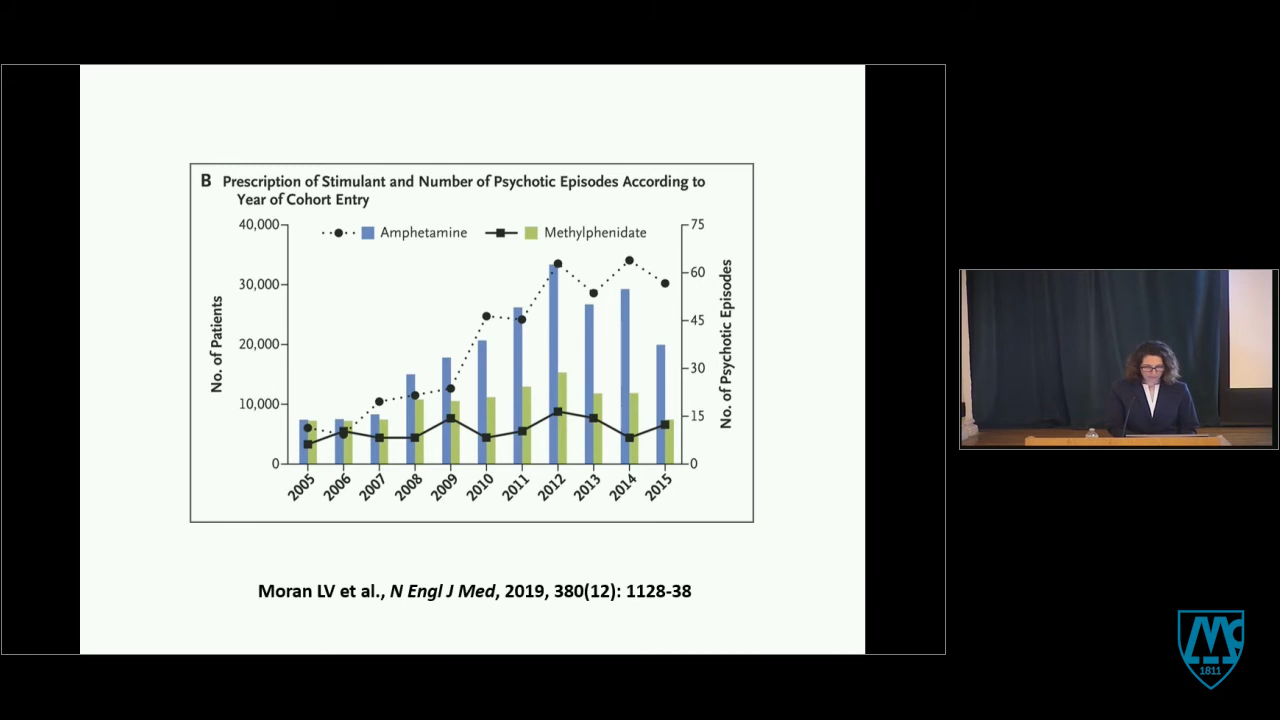 B Prescription of Stimulant and Number of Psychotic Episodes According to
Year of Cohort Entry
40,000
30,000
20,000
10,000
0
No. of Patients
Amphetamine
Methylphenidate
75
60
45
30
15
0
No. of Psychotic Episodes
2005
2006
2007
2008
2009
2010
2011
2012
2013
2014
2015
Moran LV et al., N Engl J Med, 2019, 380(12): 1128-38
Mc
1811